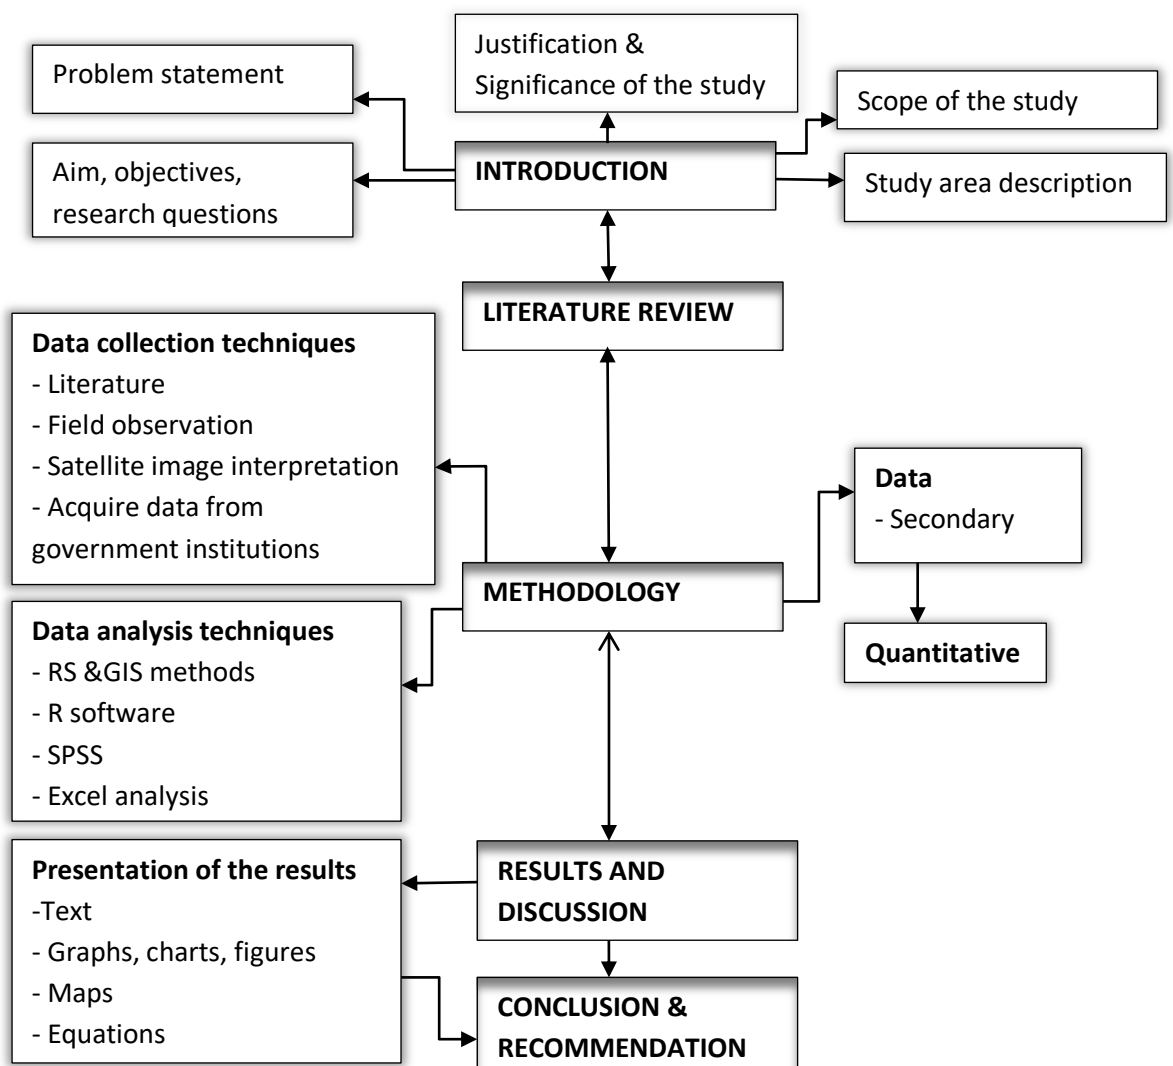 Justification &
Significance of the study
Problem statement
Scope of the study
Aim, objectives,
research questions
INTRODUCTION
Study area description
LITERATURE REVIEW
Data collection techniques
- Literature
- Field observation
- Satellite image interpretation
- Acquire data from
government institutions
Data
- Secondary
METHODOLOGY
Quantitative
Data analysis techniques
- RS &GIS methods
- R software
- SPSS
- Excel analysis
Presentation of the results
-Text
- Graphs, charts, figures
- Maps
- Equations
RESULTS AND
DISCUSSION
CONCLUSION &
RECOMMENDATION